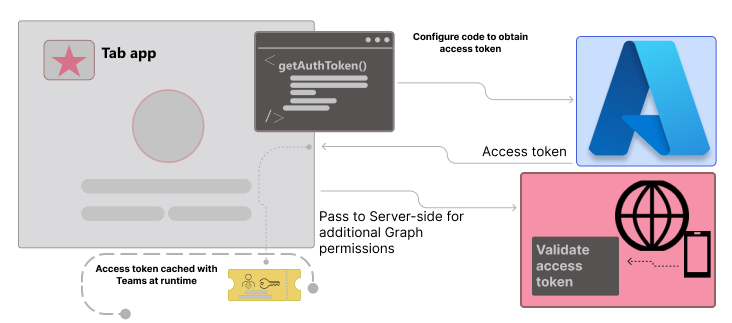 Tab app
<
getAuthToken()
/>
Configure code to obtain
access token
Access token
Pass to Server-side for
additional Graph
permissions
Validate
access
token
Access token cached with
Teams at runtime